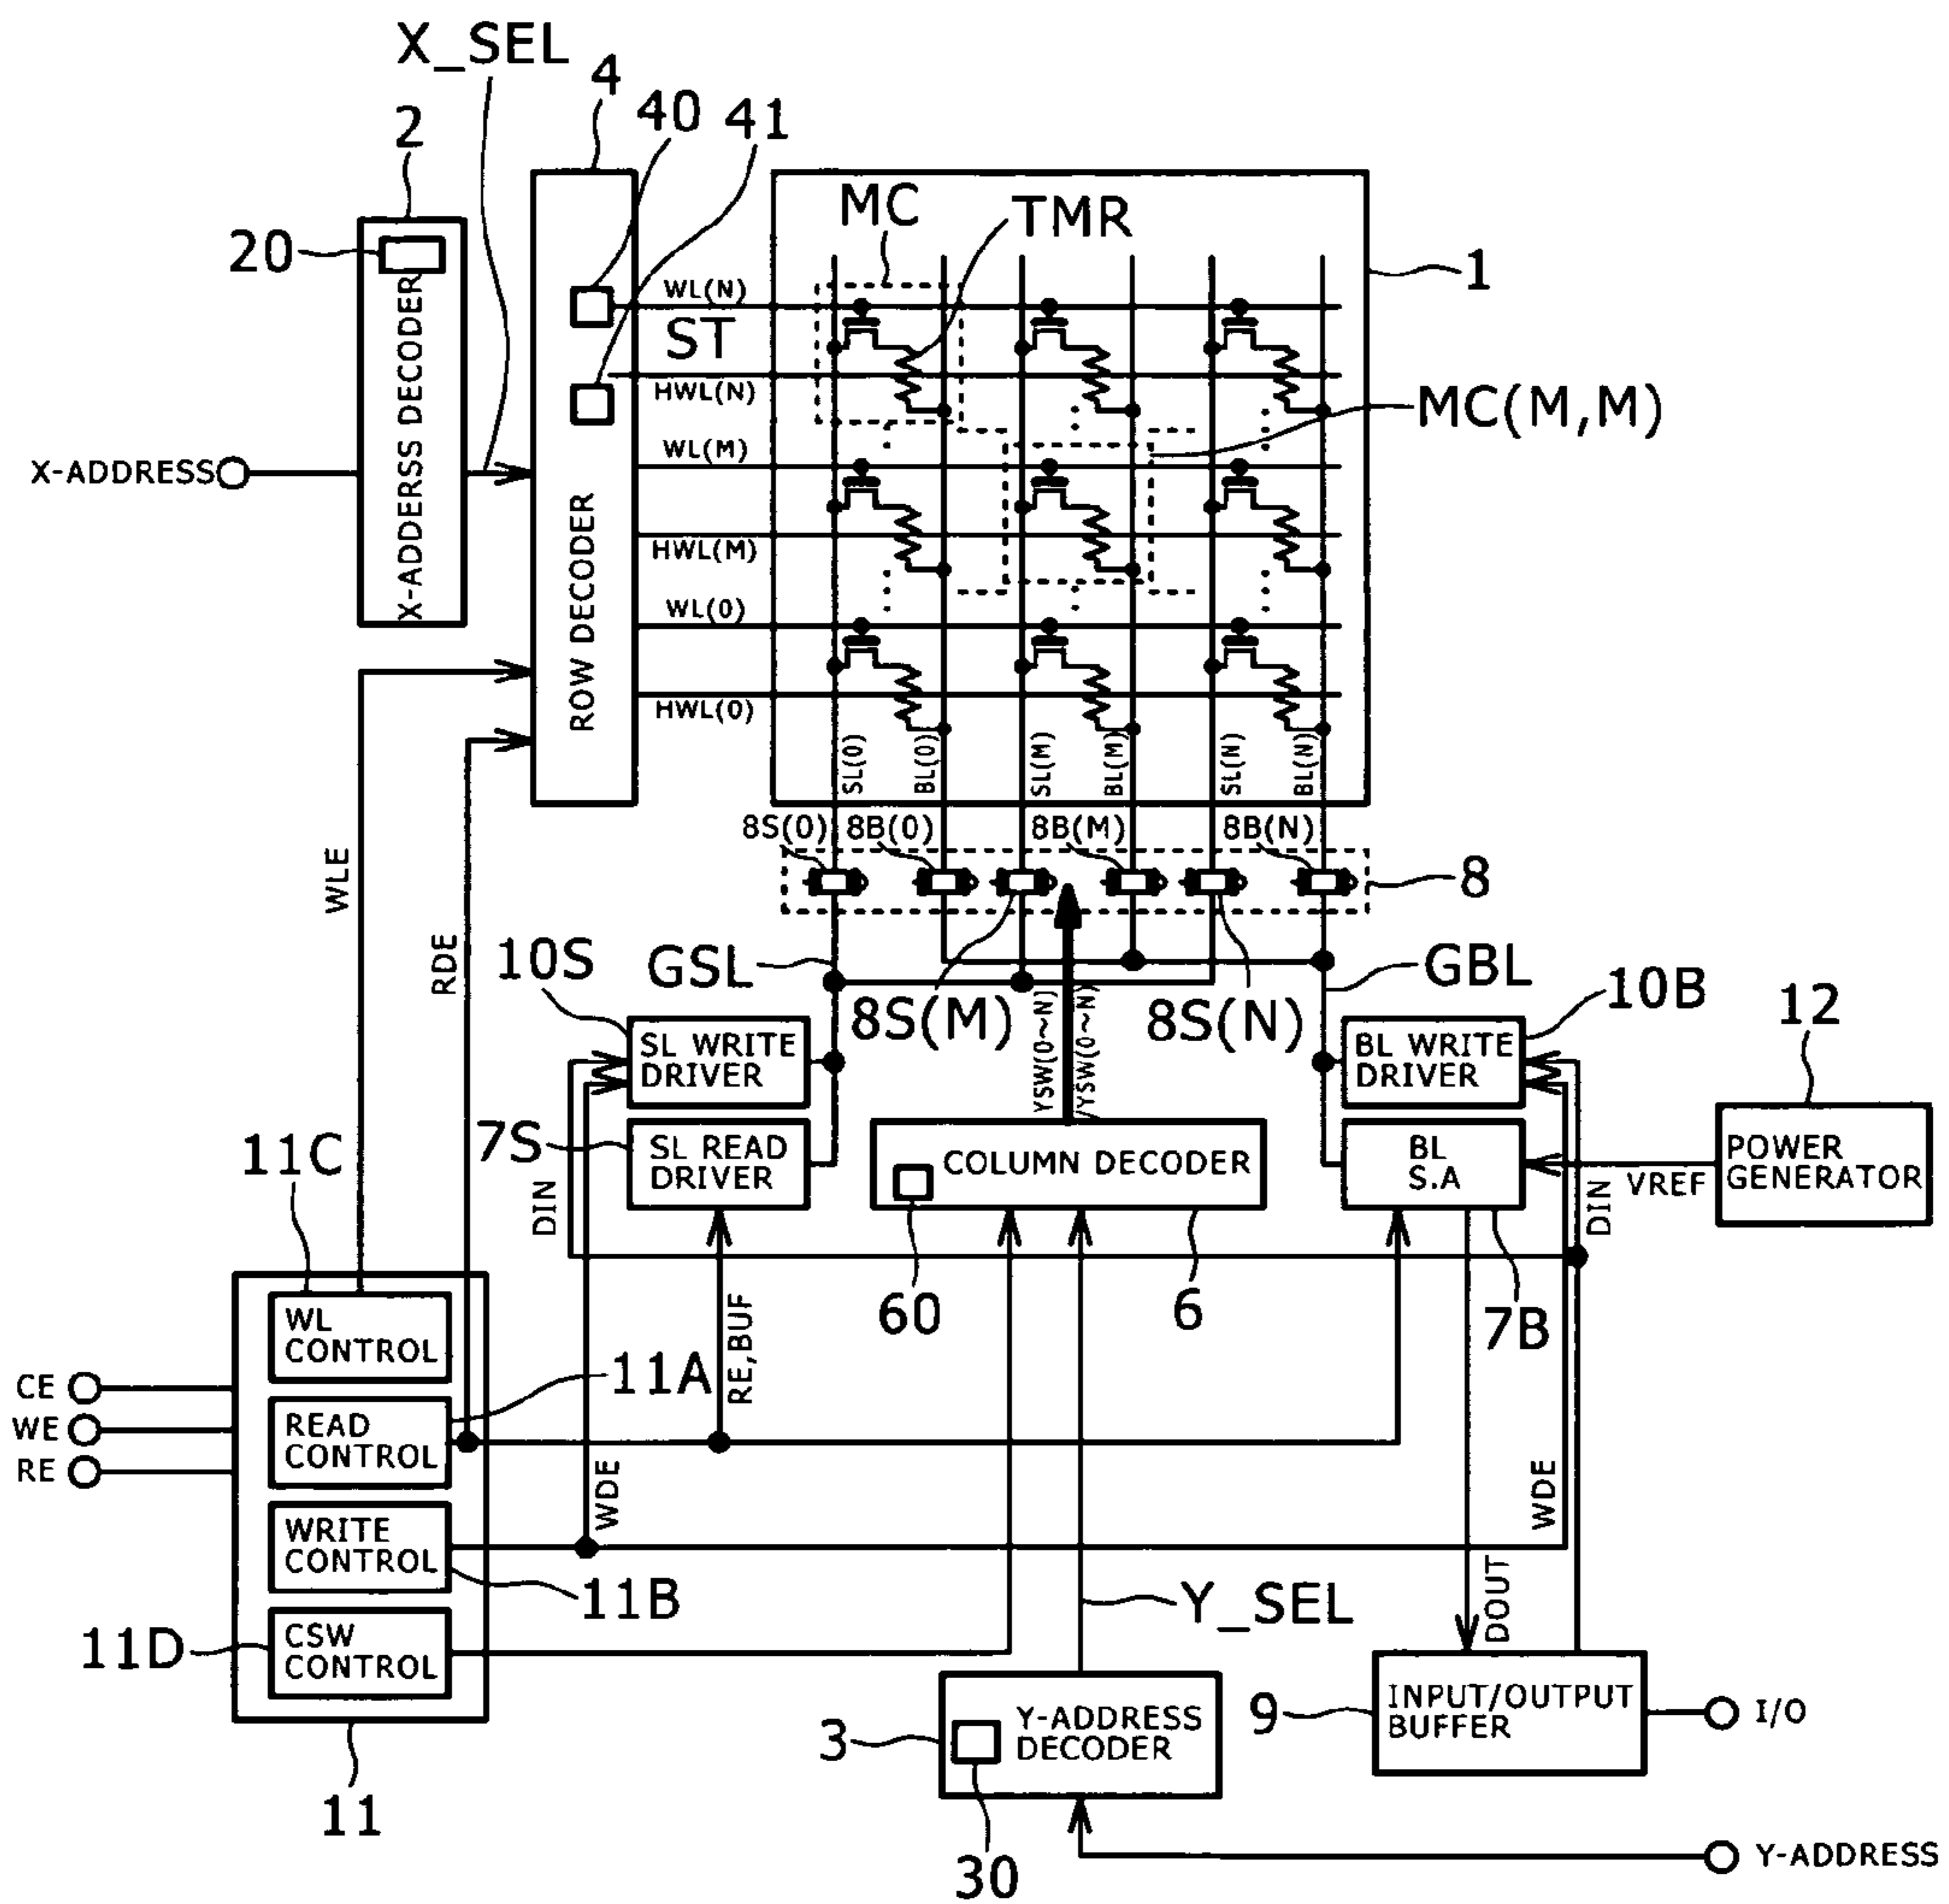 X_SEL
4
40
41
2
20
MC
TMR
1
WL(N)
ST
HWL(N)
MC(M,M)
X-ADERSS DECODER
X-ADDRESS
ROW DECODER
WL(M)
HWL(M)
WL(0)
HWL(0)
SL(0)
BL(0)
SL(M)
BL(M)
SL(N)
BL(N)
8S(0)
8B(0)
8B(M)
8B(N)
8
WLE
RDE
10S
GSL
8S(M)
8S(N)
GBL
10B
12
YSW(0~N)
/YSW(0~N)
SL WRITE
DRIVER
BL WRITE
DRIVER
7S
SL READ
DRIVER
COLUMN DECODER
BL
S.A
VREF
POWER
GENERATOR
DIN
DIN
11C
60
6
7B
WL
CONTROL
RE,BUF
11A
CE
WE
RE
READ
CONTROL
WDE
WDE
WRITE
CONTROL
11B
Y_SEL
DOUT
11D
CSW
CONTROL
11
3
Y-ADDRESS
DECODER
30
9
INPUT/OUTPUT
BUFFER
I/O
Y-ADDRESS